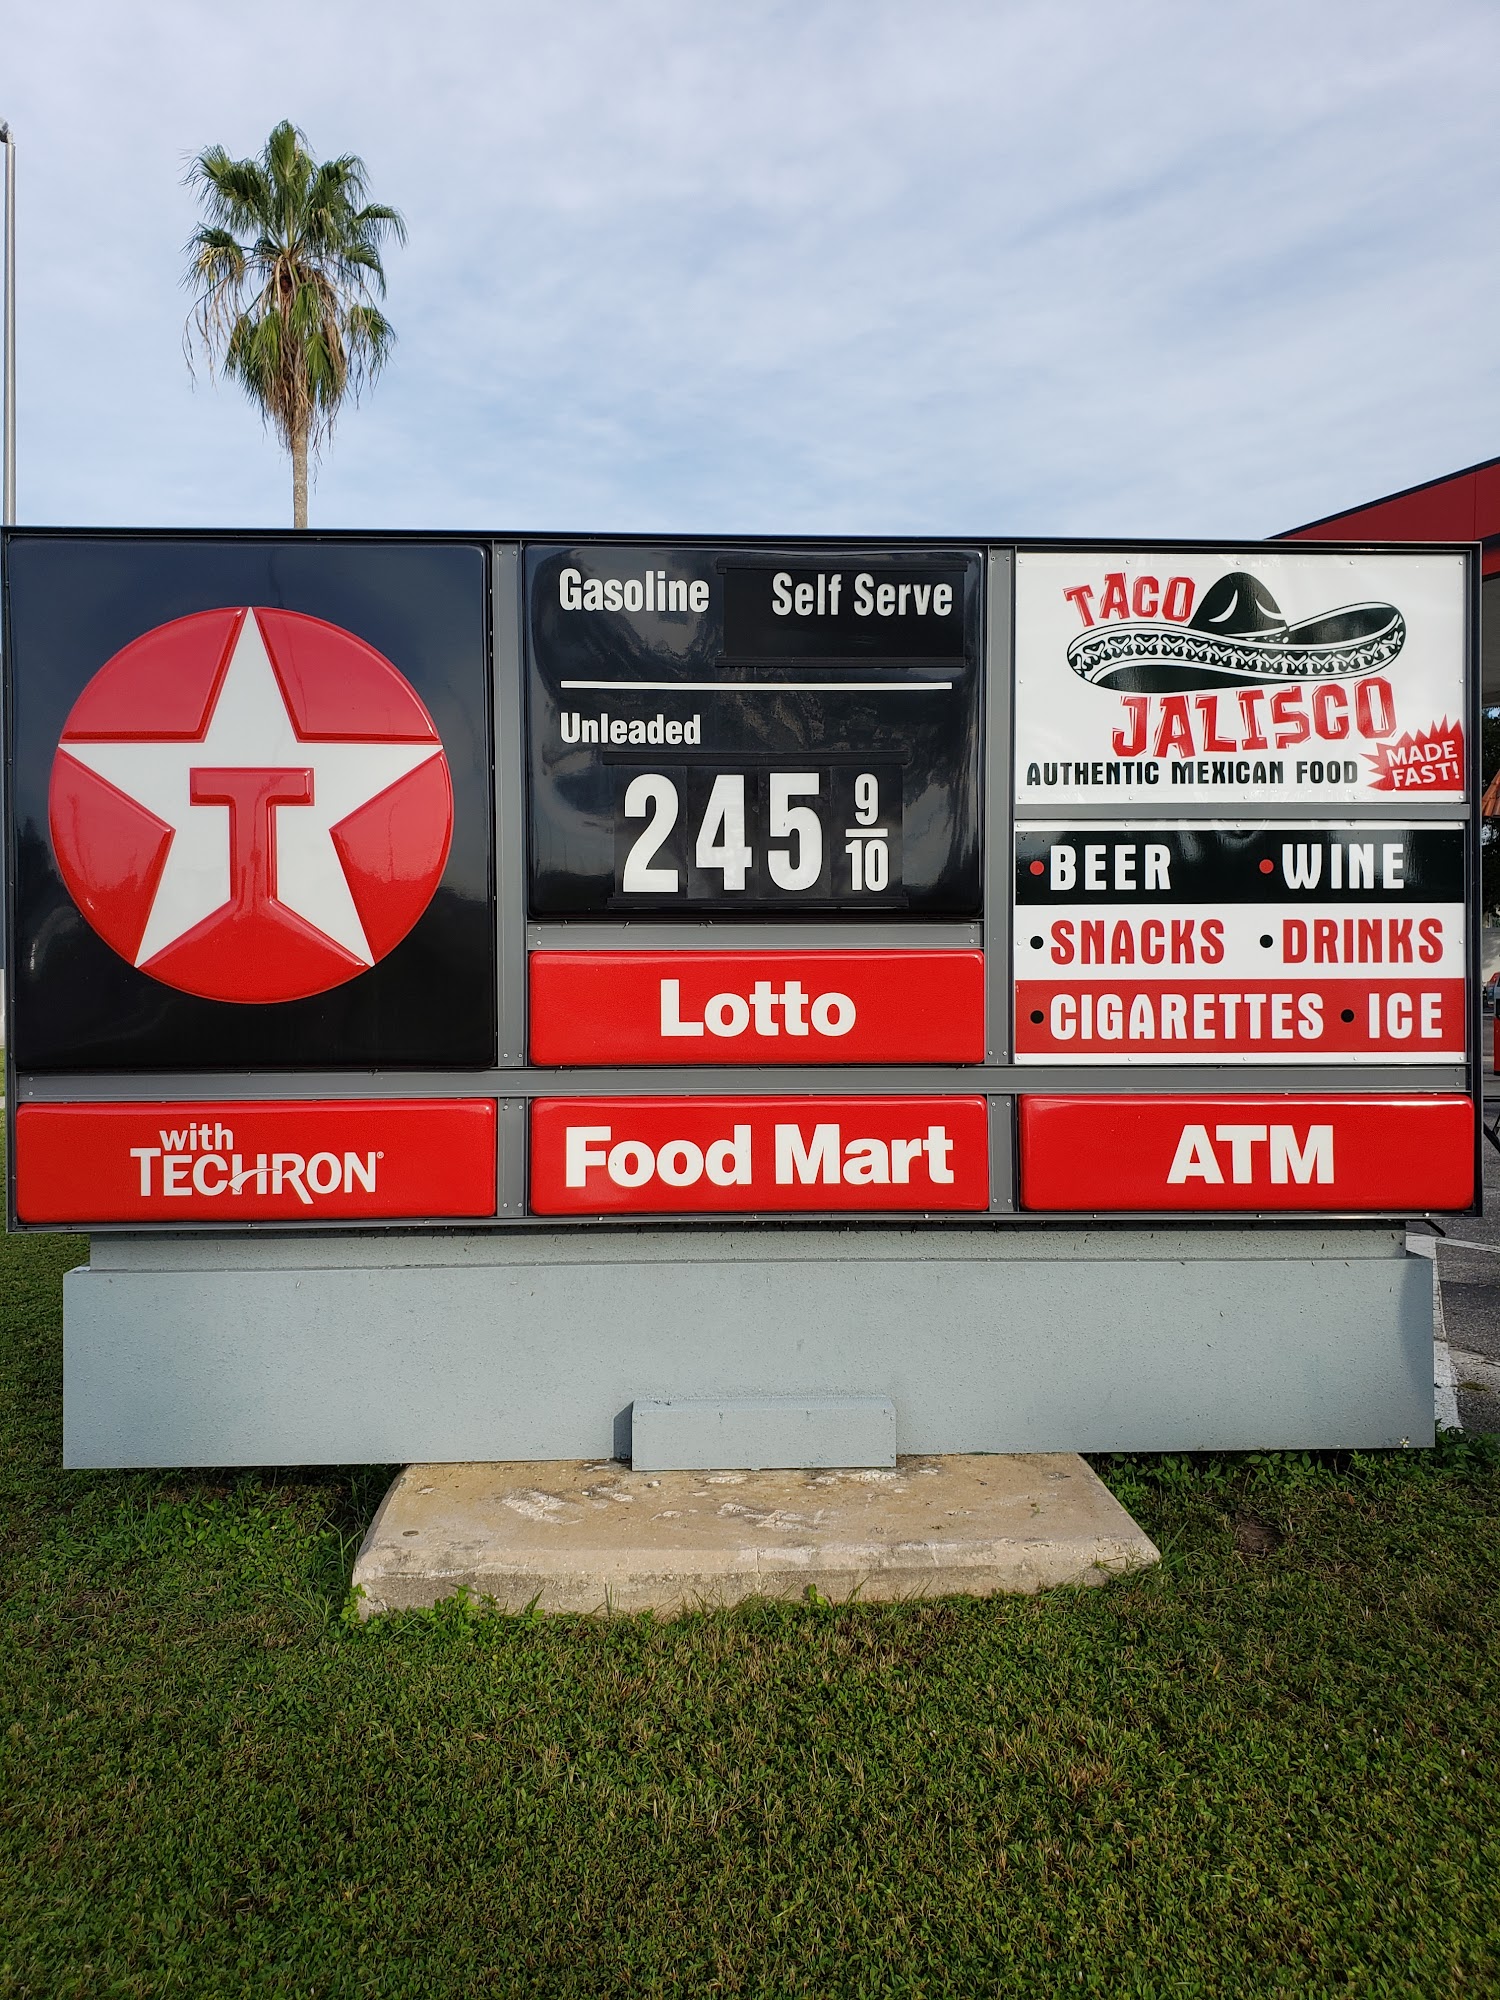 T
Gasoline Self Serve
Unleaded
245 9/10
Lotto
TACO
JALISCO
AUTHENTIC MEXICAN FOOD
MADE
FAST!
•BEER •WINE
•SNACKS •DRINKS
•CIGARETTES •ICE
with
TECHRON®
Food Mart
ATM